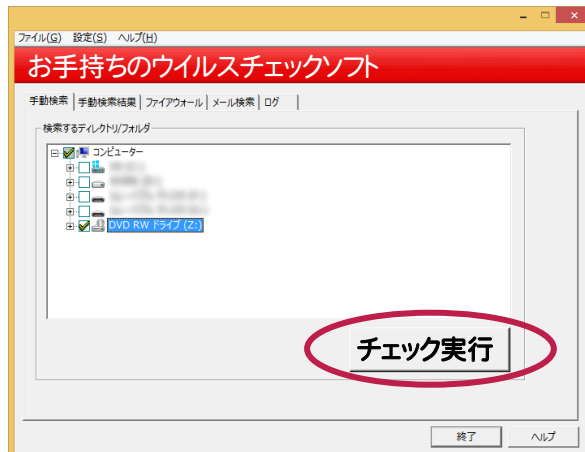 ファイル(G) 設定(S) ヘルプ(H)
お手持ちのウイルスチェックソフト
手動検索 手動検索結果 ファイアウォール メール検索 ログ
検索するディレクトリ/フォルダ
コンピューター
DVD RW ドライブ (Z:)
チェック実行
終了 ヘルプ